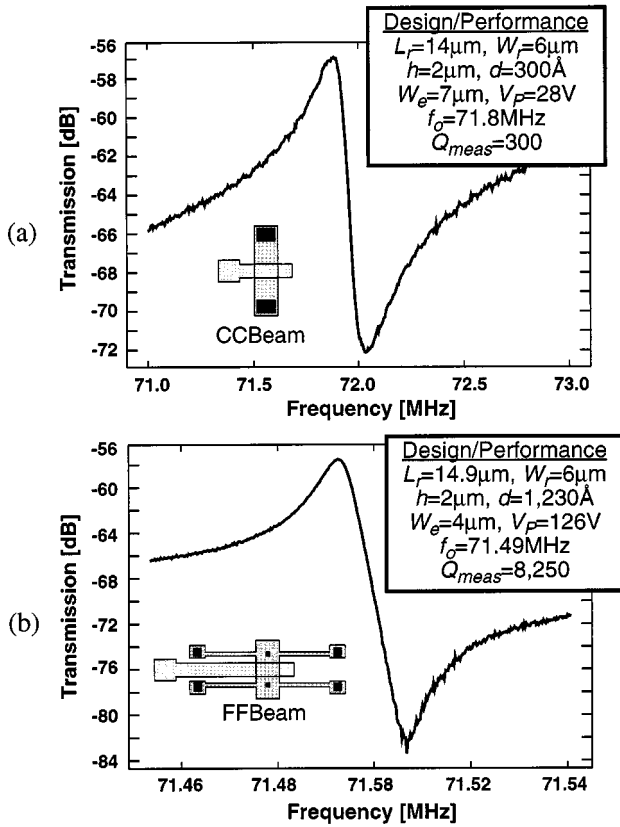 (a)
Transmission [dB]
-56
-58
-60
-62
-64
-66
-68
-70
-72
Design/Performance
Lr=14μm, Wr=6μm
h=2μm, d=300Å
We=7μm, VP=28V
fo=71.8MHz
Qmeas=300
CCBeam
71.0 71.5 72.0 72.5 73.0
Frequency [MHz]
(b)
Transmission [dB]
-56
-60
-64
-68
-72
-76
-80
-84
Design/Performance
Lr=14.9μm, Wr=6μm
h=2μm, d=1,230Å
We=4μm, VP=126V
fo=71.49MHz
Qmeas=8,250
FFBeam
71.46 71.48 71.50 71.52 71.54
Frequency [MHz]